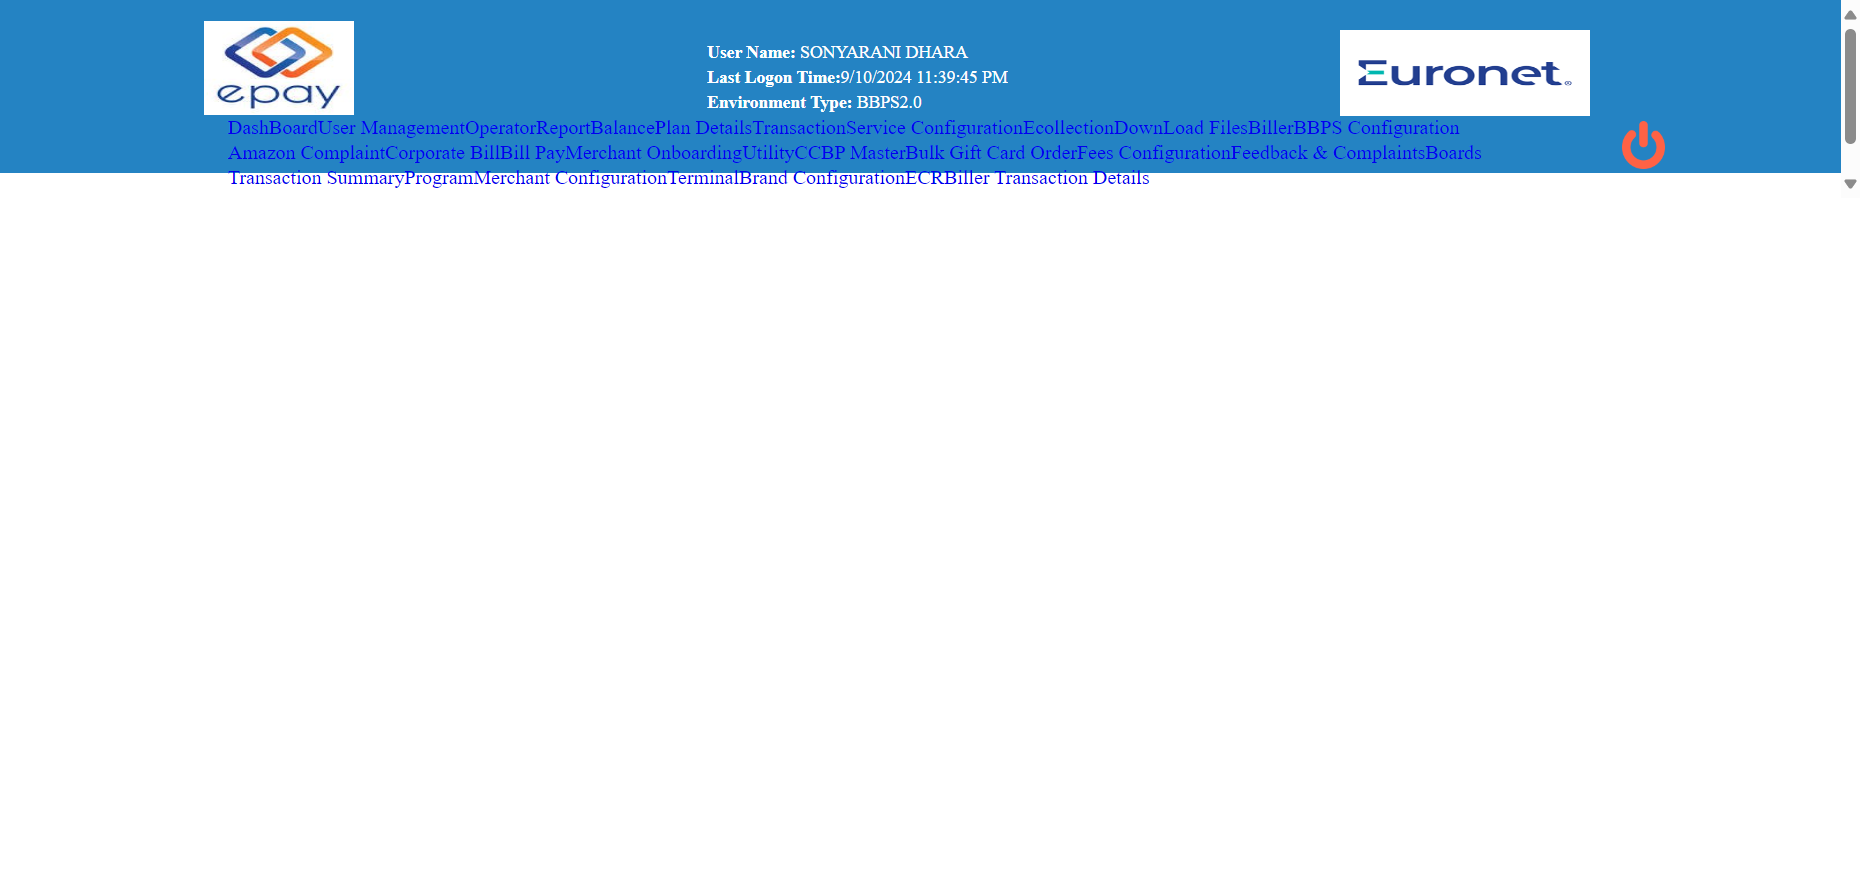 epay
User Name: SONYARANI DHARA
Last Logon Time:9/10/2024 11:39:45 PM
Environment Type: BBPS2.0
Euronet®
DashBoardUser ManagementOperatorReportBalancePlan DetailsTransactionService ConfigurationEcollectionDownLoad FilesBillerBBPS Configuration
Amazon ComplaintCorporate BillBill PayMerchant OnboardingUtilityCCBP MasterBulk Gift Card OrderFees ConfigurationFeedback & ComplaintsBoards
Transaction SummaryProgramMerchant ConfigurationTerminalBrand ConfigurationECRBiller Transaction Details